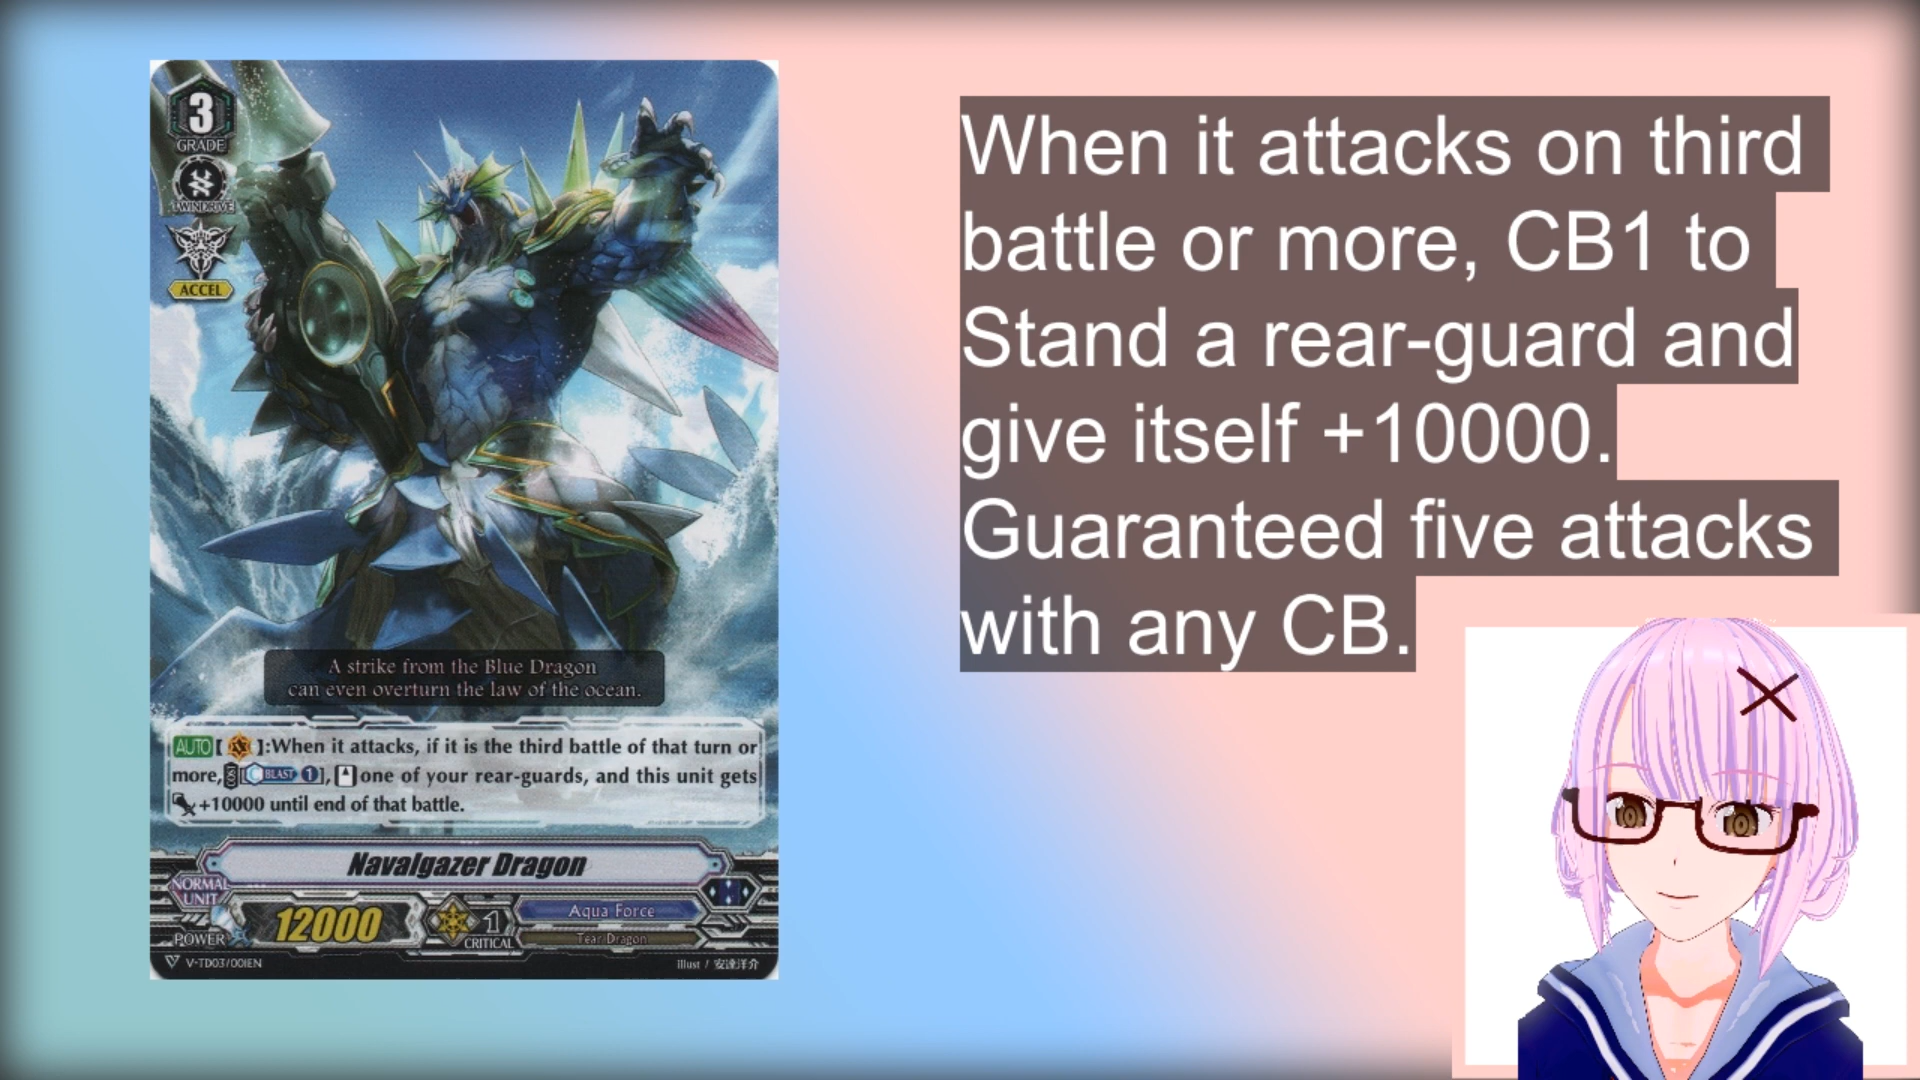 3
GRADE
TWINDRIVE
ACCEL
A strike from the Blue Dragon
can even overturn the law of the ocean.
AUTO [ ]:When it attacks, if it is the third battle of that turn or
more, COST [C BLAST 1], one of your rear-guards, and this unit gets
+10000 until end of that battle.
Navalgazer Dragon
NORMAL
UNIT
POWER 12000
1
CRITICAL
Aqua Force
Tear Dragon
V-TD03/001EN
illust / 安達洋介
When it attacks on third
battle or more, CB1 to
Stand a rear-guard and
give itself +10000.
Guaranteed five attacks
with any CB.